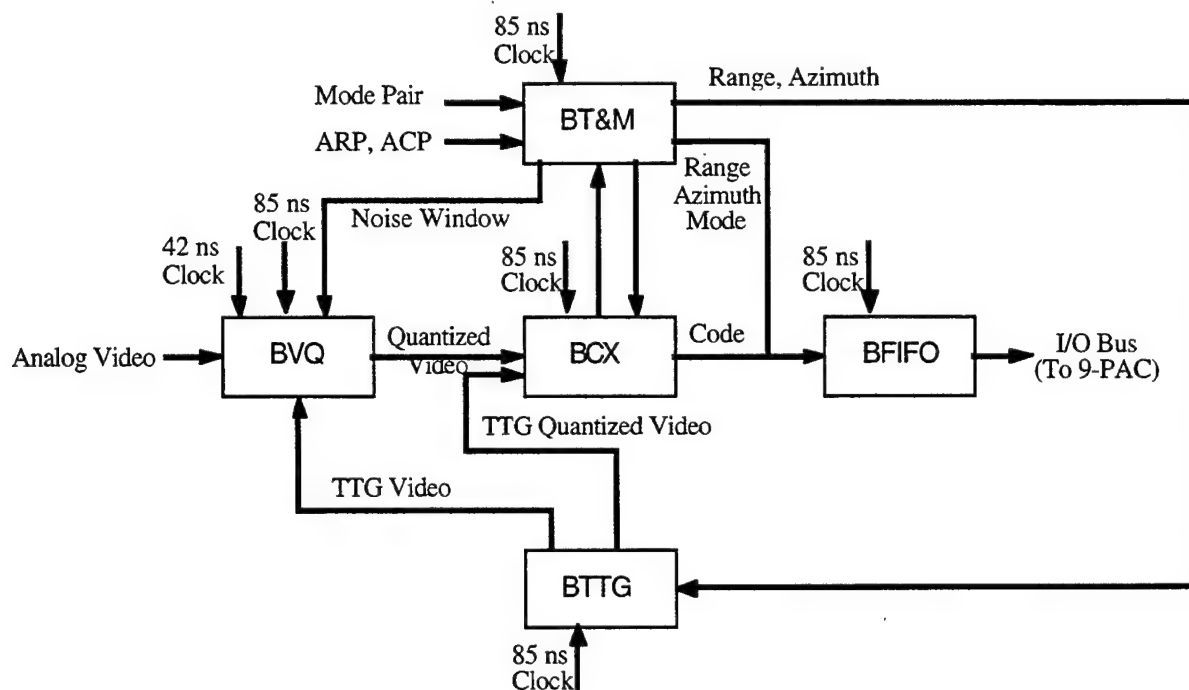 85 ns
Clock
Range, Azimuth
Mode Pair
BT&M
ARP, ACP
Range
Azimuth
Mode
85 ns
Clock
Noise Window
42 ns
Clock
85 ns
Clock
85 ns
Clock
Analog Video
BVQ
Quantized
Video
BCX
Code
BFIFO
I/O Bus
(To 9-PAC)
TTG Quantized Video
TTG Video
BTTG
85 ns
Clock